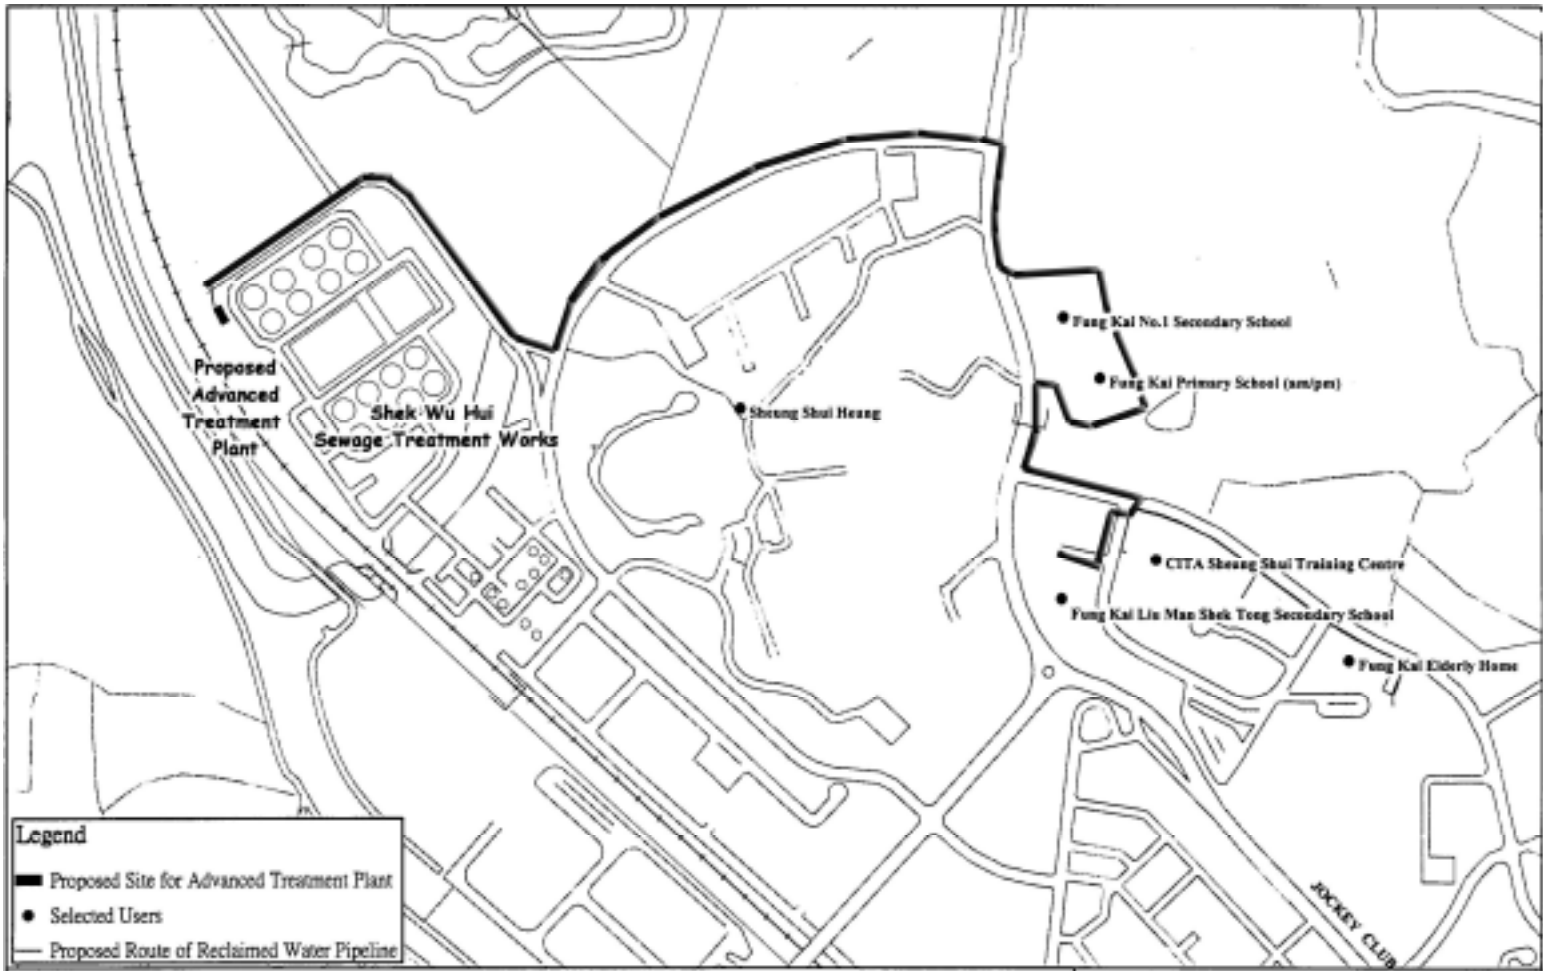 Fung Kai No.1 Secondary School
Proposed
Advanced
Treatment
Plant
Fung Kai Primary School (am/pm)
Shek Wu Hui
Sewage Treatment Works
Sheung Shui Heung
CITA Sheung Shui Training Centre
Fung Kai Liu Man Shek Tong Secondary School
Fung Kai Elderly Home
Legend
Proposed Site for Advanced Treatment Plant
Selected Users
Proposed Route of Reclaimed Water Pipeline
JOCKEY CLUB